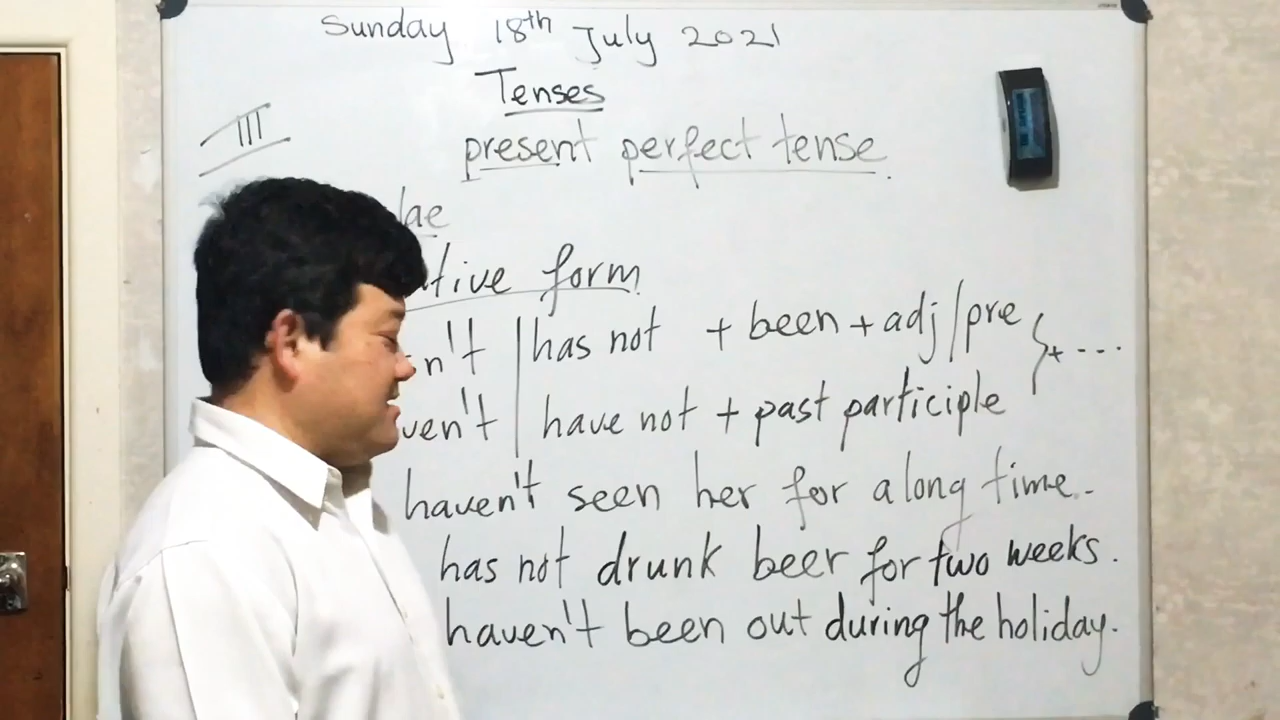 Sunday 18th July 2021
Tenses
III
present perfect tense.
lae
ative form
n't | has not + been + adj/pre } + ...
ven't | have not + past participle
haven't seen her for a long time.
has not drunk beer for two weeks.
haven't been out during the holiday.